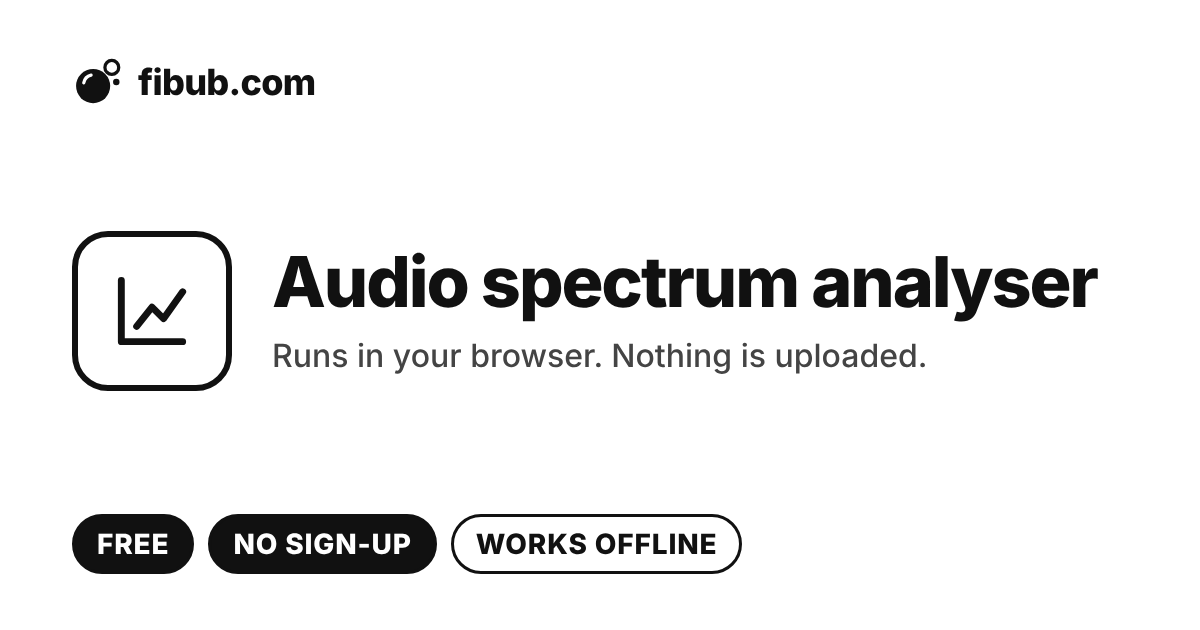 fibub.com
Audio spectrum analyser
Runs in your browser. Nothing is uploaded.
FREE NO SIGN-UP WORKS OFFLINE